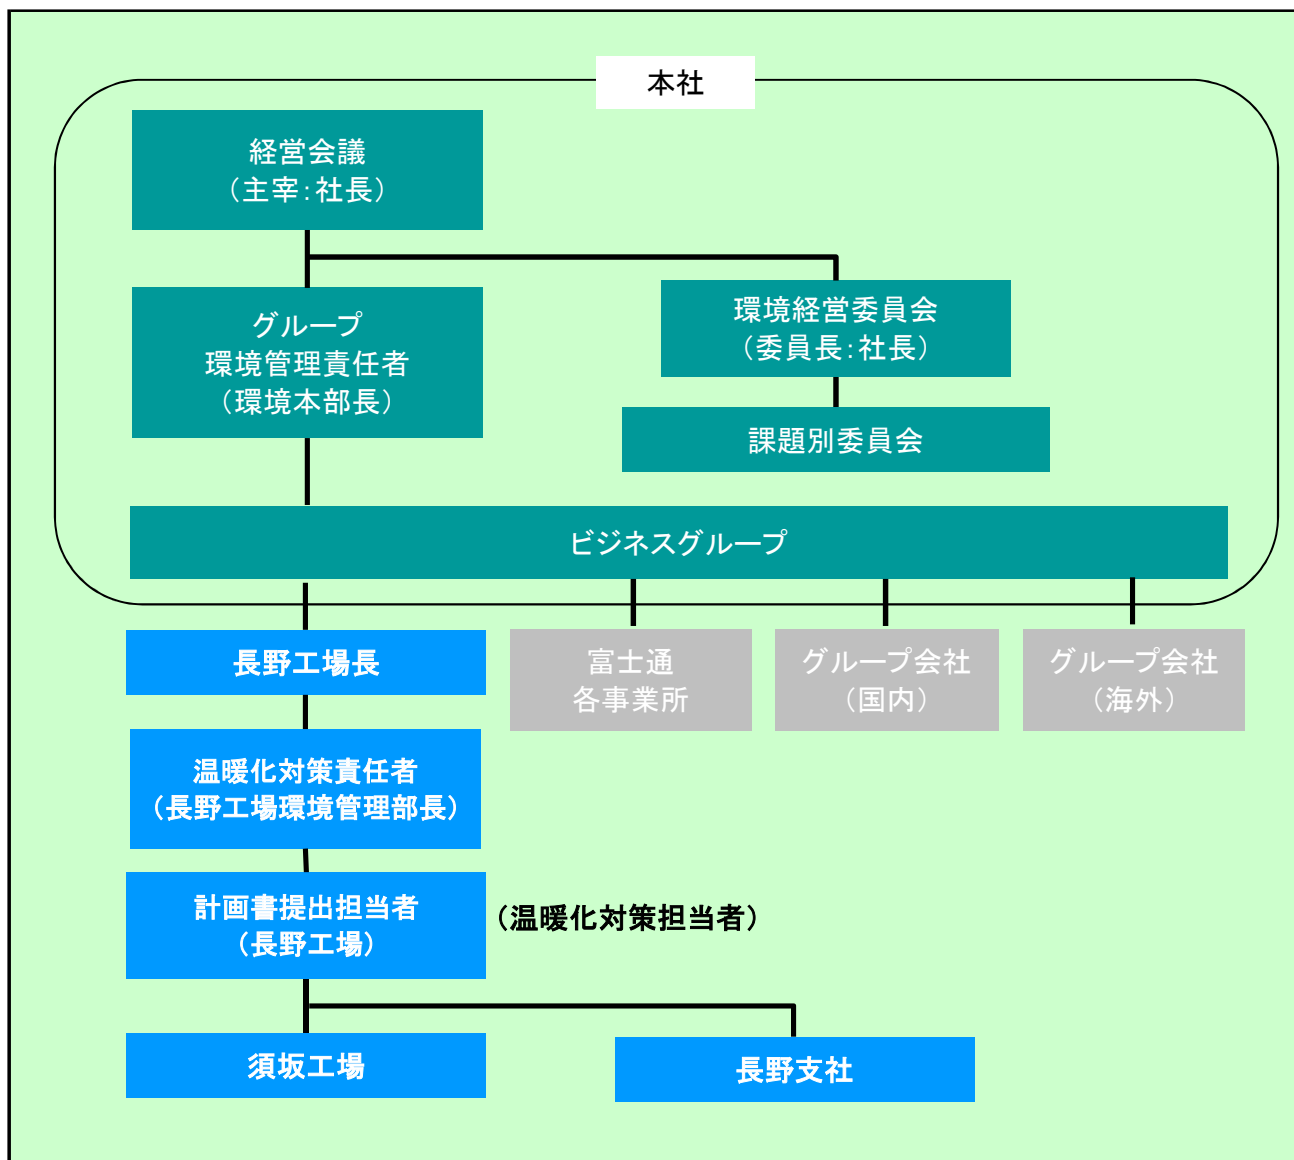 本社
経営会議
（主宰：社長）
グループ
環境管理責任者
（環境本部長）
環境経営委員会
（委員長：社長）
課題別委員会
ビジネスグループ
長野工場長
富士通
各事業所
グループ会社
（国内）
グループ会社
（海外）
温暖化対策責任者
（長野工場環境管理部長）
計画書提出担当者
（長野工場）
（温暖化対策担当者）
須坂工場
長野支社